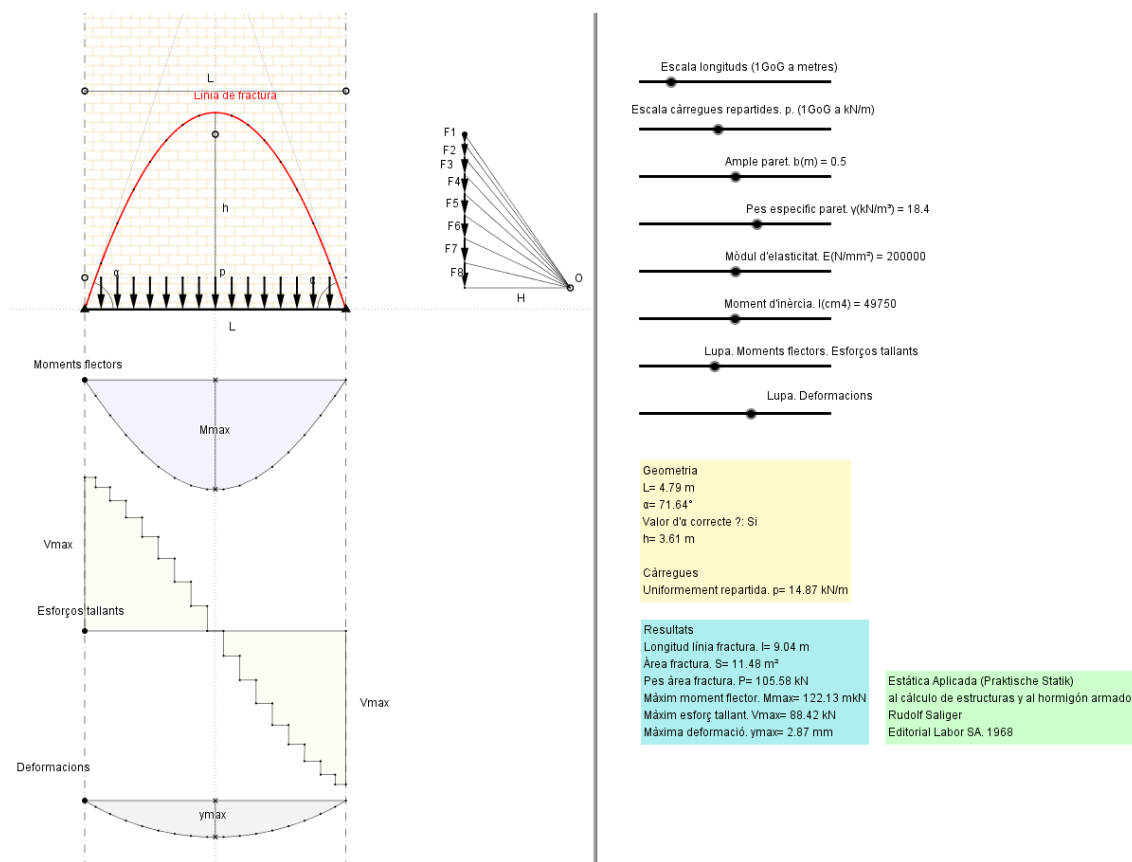 L
Línia de fractura
h
α
p
α
L
F1
F2
F3
F4
F5
F6
F7
F8
O
H
Moments flectors
Mmax
Vmax
Esforços tallants
Vmax
Deformacions
ymax
Escala longituds (1GoG a metres)
Escala càrregues repartides. p. (1GoG a kN/m)
Ample paret. b(m) = 0.5
Pes especific paret. γ(kN/m³) = 18.4
Mòdul d'elasticitat. E(N/mm²) = 200000
Moment d'inèrcia. I(cm4) = 49750
Lupa. Moments flectors. Esforços tallants
Lupa. Deformacions
Geometria
L= 4.79 m
α= 71.64°
Valor d'α correcte ?: Si
h= 3.61 m
Càrregues
Uniformement repartida. p= 14.87 kN/m
Resultats
Longitud línia fractura. l= 9.04 m
Àrea fractura. S= 11.48 m²
Pes àrea fractura. P= 105.58 kN
Màxim moment flector. Mmax= 122.13 mkN
Màxim esforç tallant. Vmax= 88.42 kN
Màxima deformació. ymax= 2.87 mm
Estática Aplicada (Praktische Statik)
al cálculo de estructuras y al hormigón armado
Rudolf Saliger
Editorial Labor SA. 1968